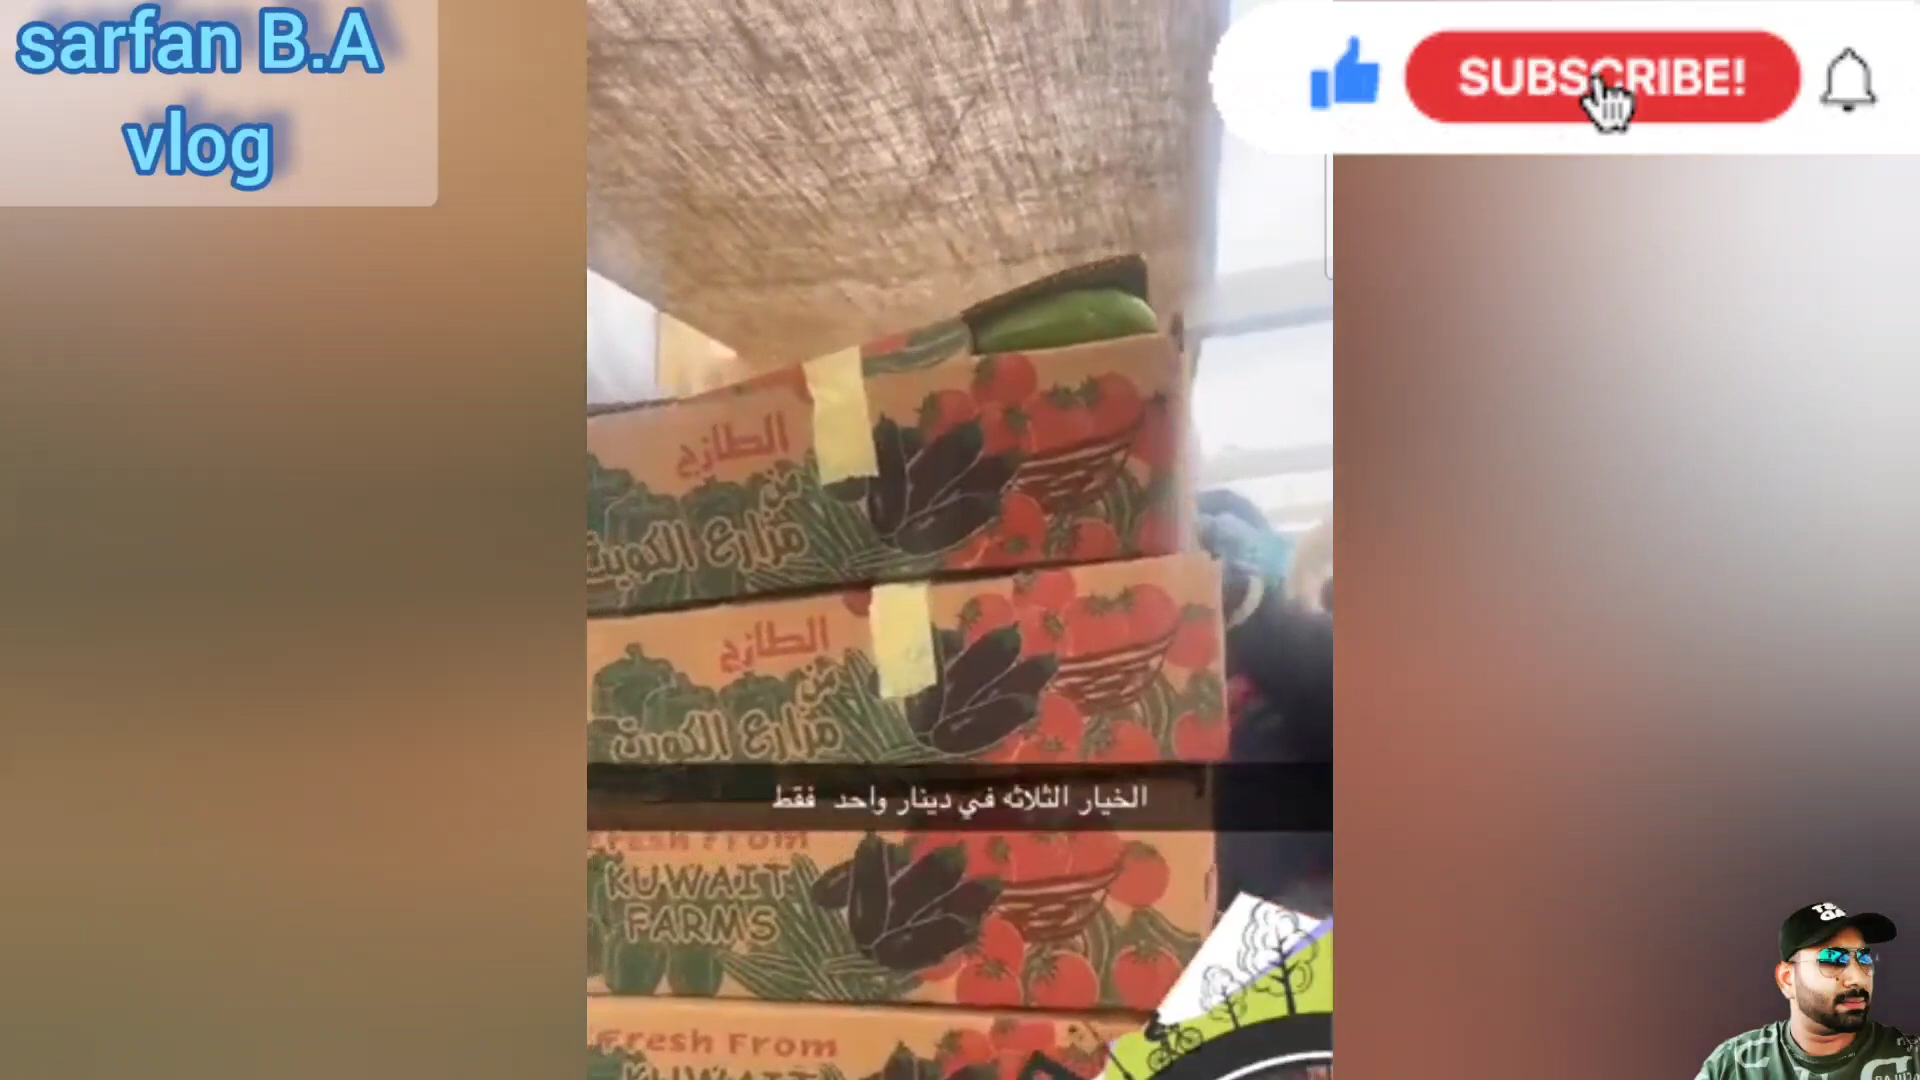 sarfan B.A
vlog
SUBSCRIBE!
الطازج
من
مزارع الكويت
الطازج
من
مزارع الكويت
الخيار الثلاثه في دينار واحد فقط
Fresh From
KUWAIT
FARMS
Fresh From
KUWAIT